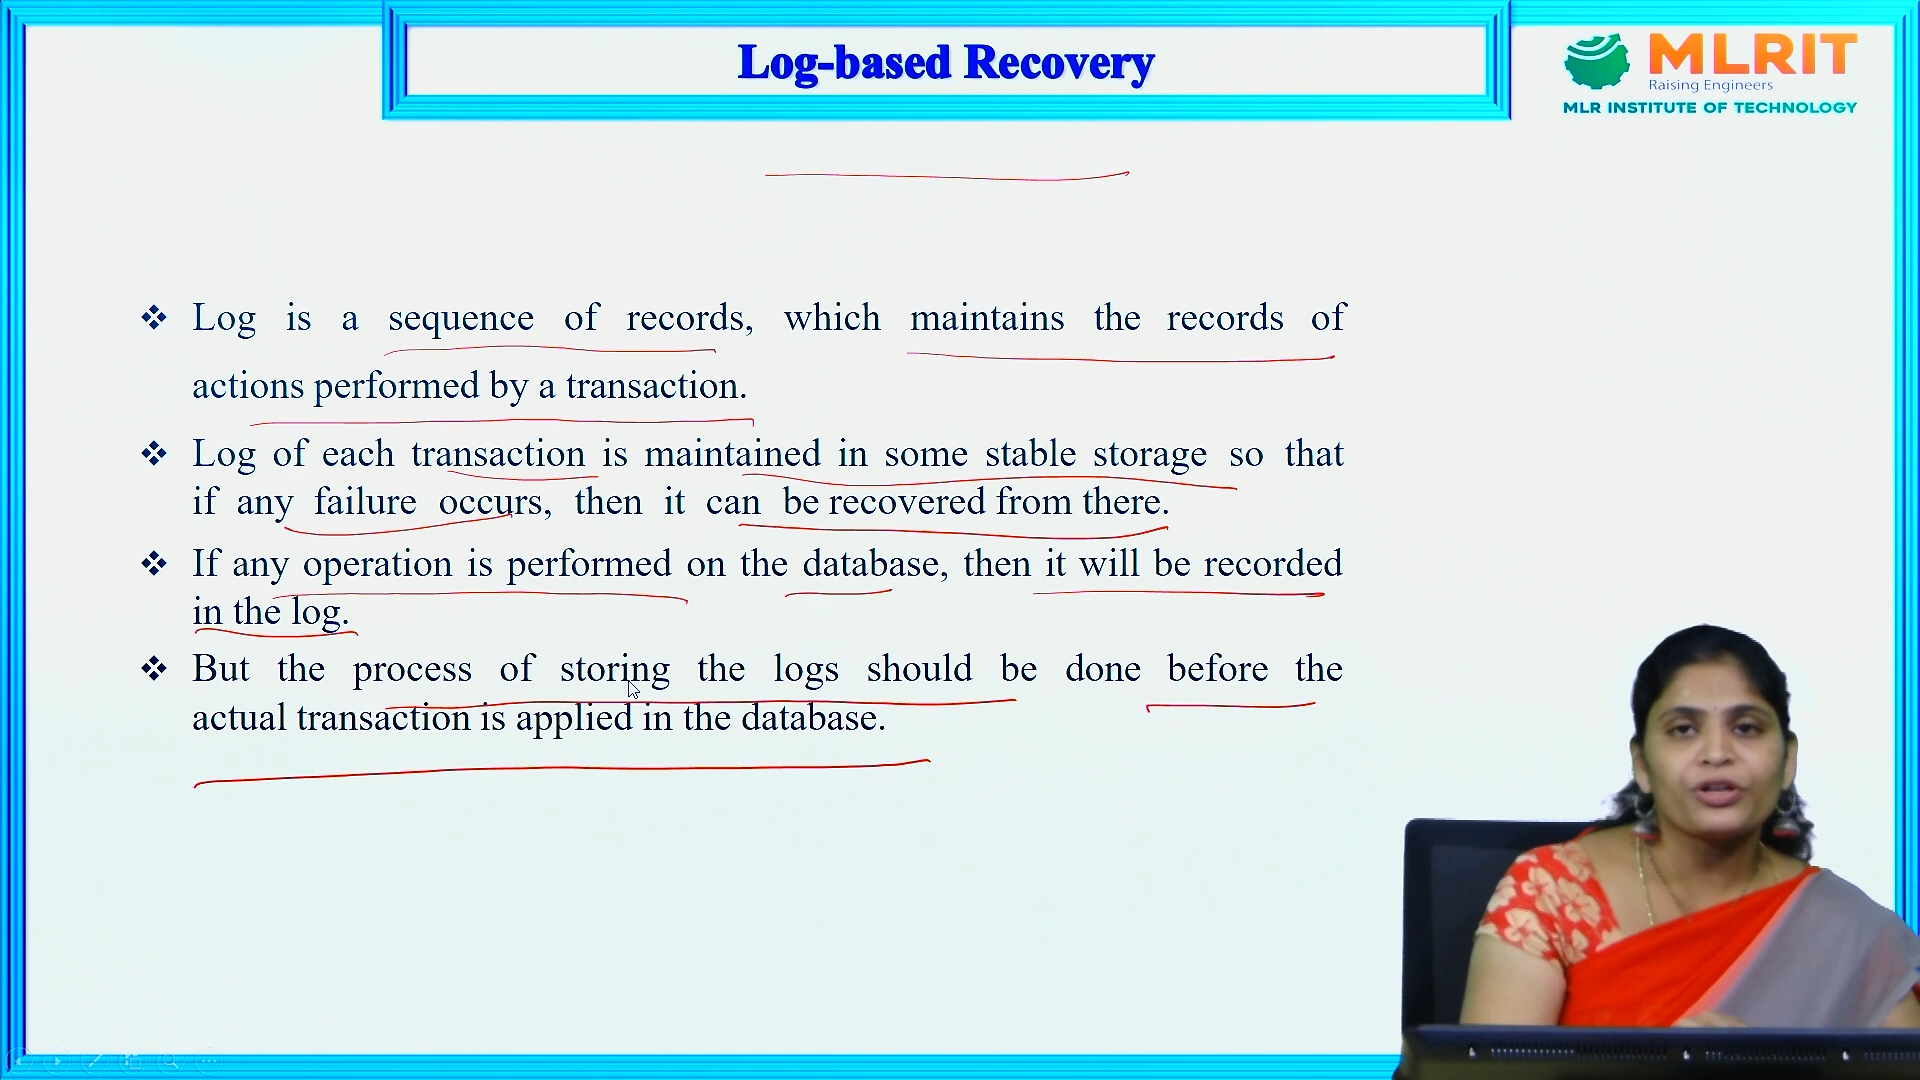 Log-based Recovery
MLRIT
Raising Engineers
MLR INSTITUTE OF TECHNOLOGY
❖ Log is a sequence of records, which maintains the records of
actions performed by a transaction.
❖ Log of each transaction is maintained in some stable storage so that
if any failure occurs, then it can be recovered from there.
❖ If any operation is performed on the database, then it will be recorded
in the log.
❖ But the process of storing the logs should be done before the
actual transaction is applied in the database.